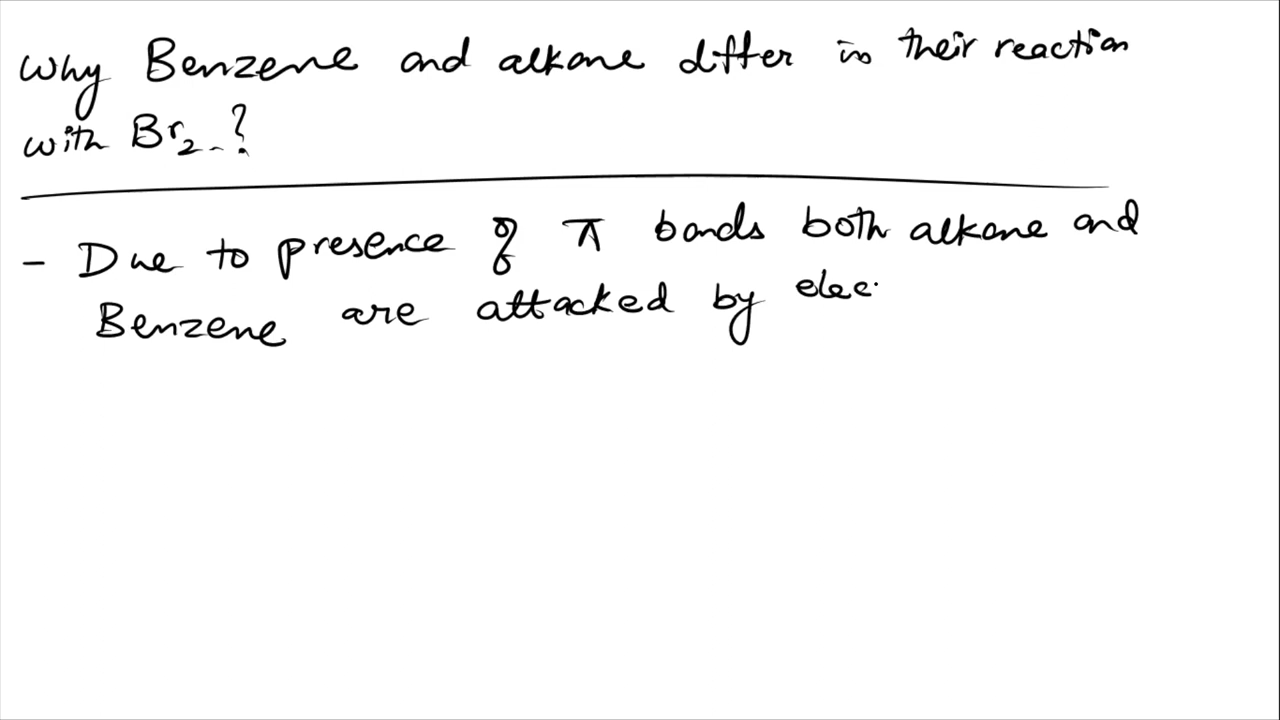 Why Benzene and alkane differ in their reaction
with Br2 ?
- Due to presence of π bonds both alkane and
Benzene are attacked by elec.